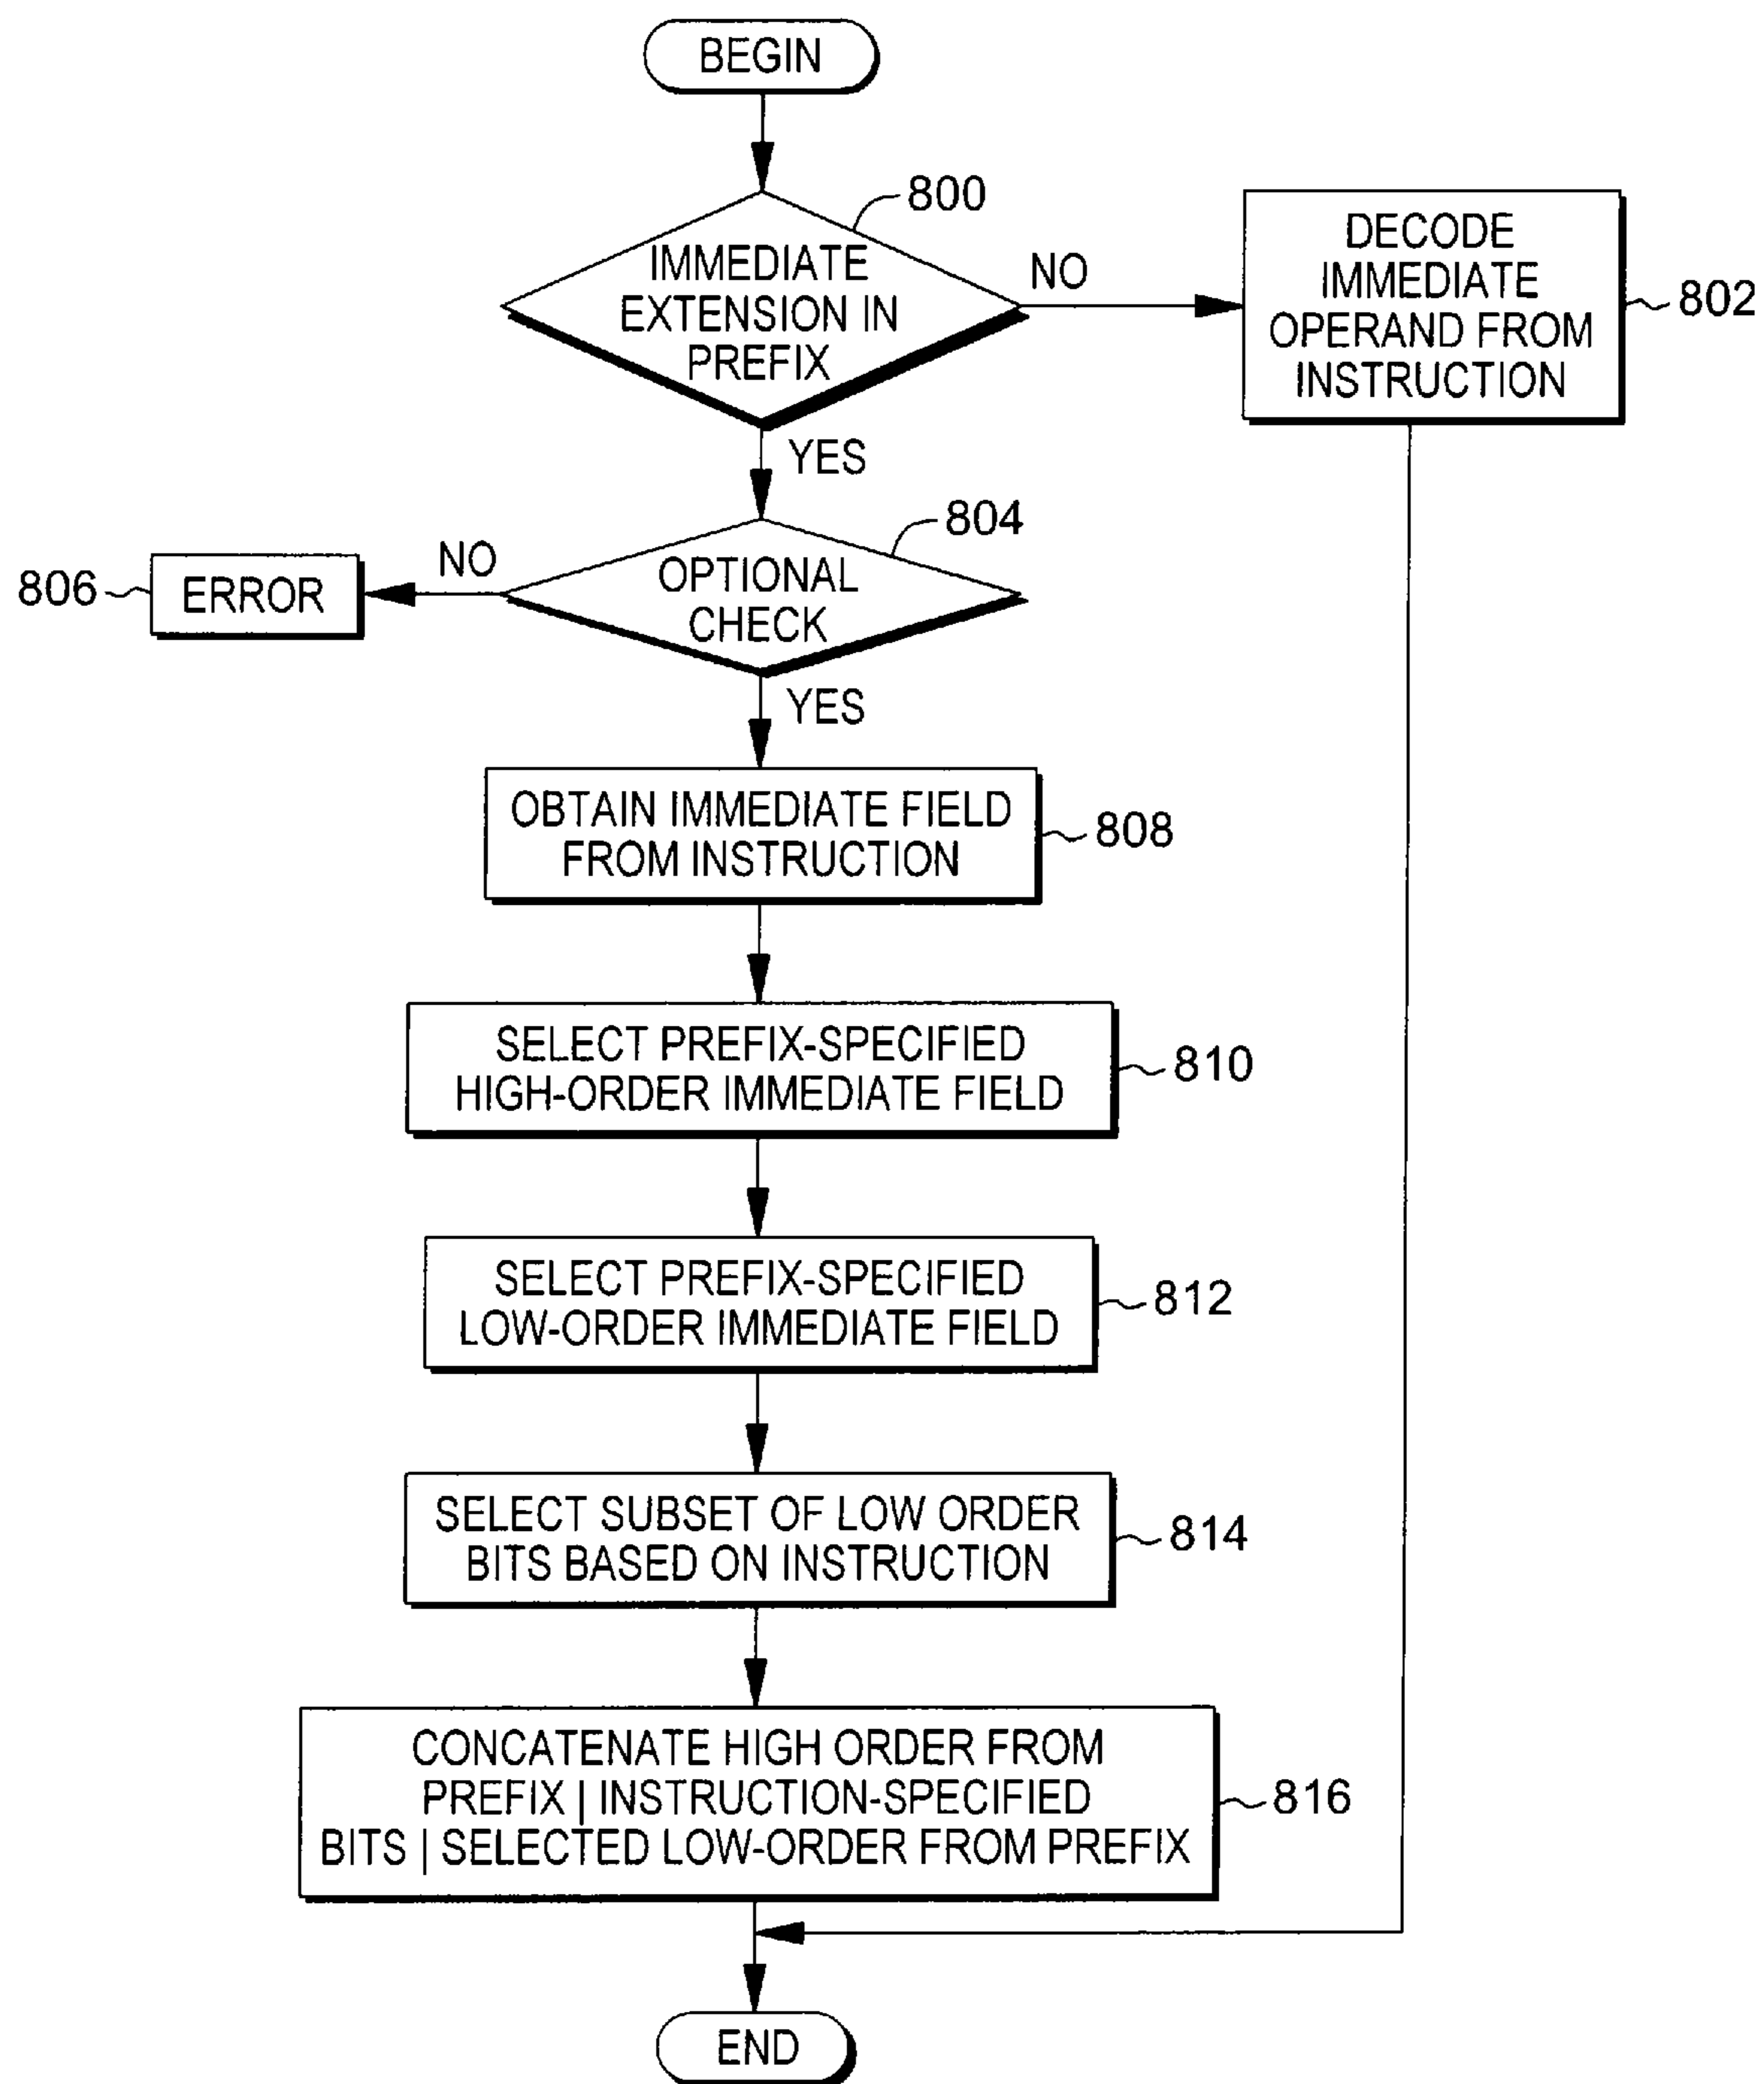 BEGIN
800
IMMEDIATE
EXTENSION IN
PREFIX
NO
DECODE
IMMEDIATE
OPERAND FROM
INSTRUCTION
802
YES
804
OPTIONAL
CHECK
NO
806
ERROR
YES
OBTAIN IMMEDIATE FIELD
FROM INSTRUCTION
808
SELECT PREFIX-SPECIFIED
HIGH-ORDER IMMEDIATE FIELD
810
SELECT PREFIX-SPECIFIED
LOW-ORDER IMMEDIATE FIELD
812
SELECT SUBSET OF LOW ORDER
BITS BASED ON INSTRUCTION
814
CONCATENATE HIGH ORDER FROM
PREFIX | INSTRUCTION-SPECIFIED
BITS | SELECTED LOW-ORDER FROM PREFIX
816
END